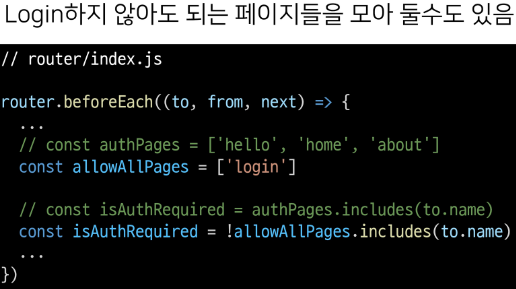 Login하지 않아도 되는 페이지들을 모아 둘수도 있음
// router/index.js
router.beforeEach((to, from, next) => {
...
// const authPages = ['hello', 'home', 'about']
const allowAllPages = ['login']
// const isAuthRequired = authPages.includes(to.name)
const isAuthRequired = !allowAllPages.includes(to.name)
...
})